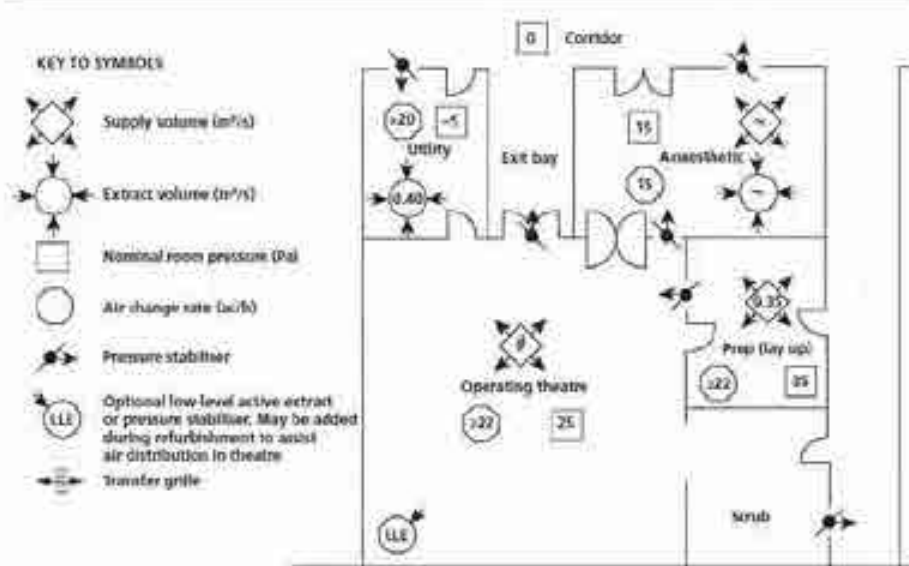 KEY TO SYMBOLS
Supply volume (m³/s)
Extract volume (m³/s)
Nominal room pressure (Pa)
Air change rate (ac/h)
Pressure stabiliser
LLE
Optional low-level active extract
or pressure stabiliser. May be added
during refurbishment to assist
air distribution in theatre
Transfer grille
0 Corridor
≥20 -5
Utility
0.40
Exit bay
15
Anaesthetic
15
Operating theatre
≥22 25
LLE
0.35
Prep (lay up)
≥22 35
Scrub